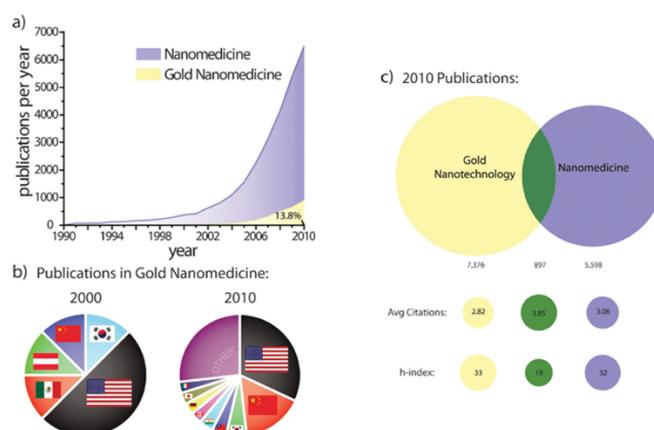 a)
publications per year
7000
6000
5000
4000
3000
2000
1000
0
Nanomedicine
Gold Nanomedicine
13.8%
1990 1994 1998 2002 2006 2010
year
b) Publications in Gold Nanomedicine:
2000 2010
OTHER
c) 2010 Publications:
Gold
Nanotechnology
Nanomedicine
7,376 897 5,598
Avg Citations: 2.82 3.85 3.06
h-index: 33 19 32